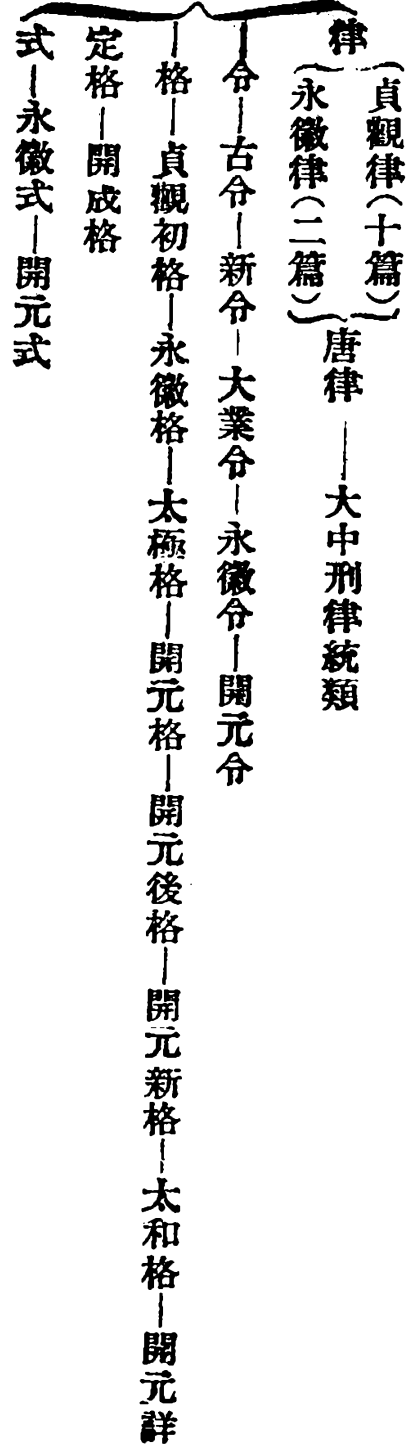 律
貞觀律(十篇)
永徽律(二篇)
唐律—大中刑律統類
令—古令—新令—大業令—永徽令—開元令
格—貞觀初格—永徽格—太極格—開元格—開元後格—開元新格—太和格—開元詳
定格—開成格
式—永徽式—開元式